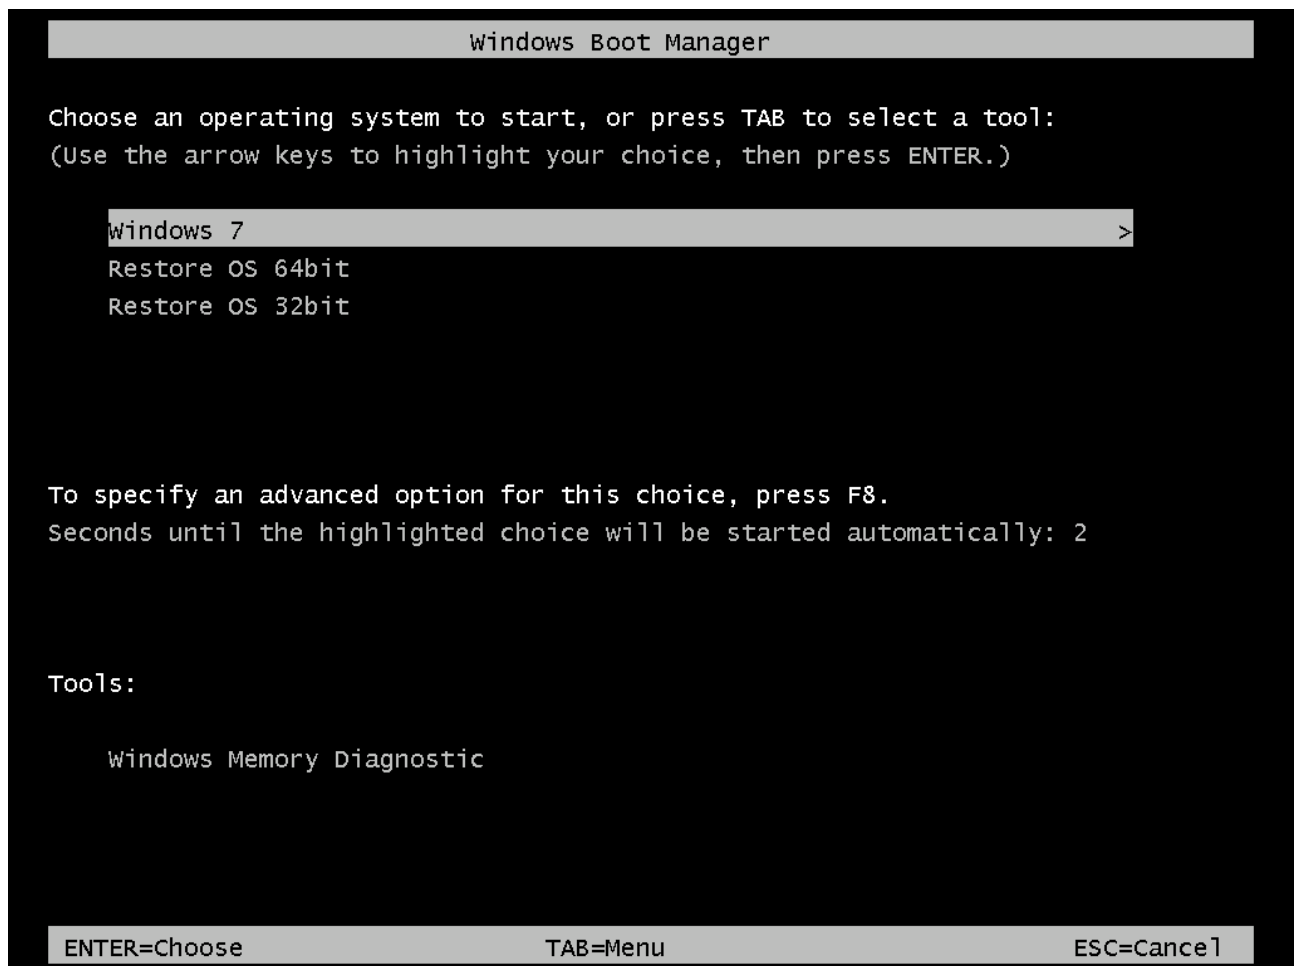 Windows Boot Manager
Choose an operating system to start, or press TAB to select a tool:
(Use the arrow keys to highlight your choice, then press ENTER.)
Windows 7 >
Restore OS 64bit
Restore OS 32bit
To specify an advanced option for this choice, press F8.
Seconds until the highlighted choice will be started automatically: 2
Tools:
Windows Memory Diagnostic
ENTER=Choose TAB=Menu ESC=Cancel